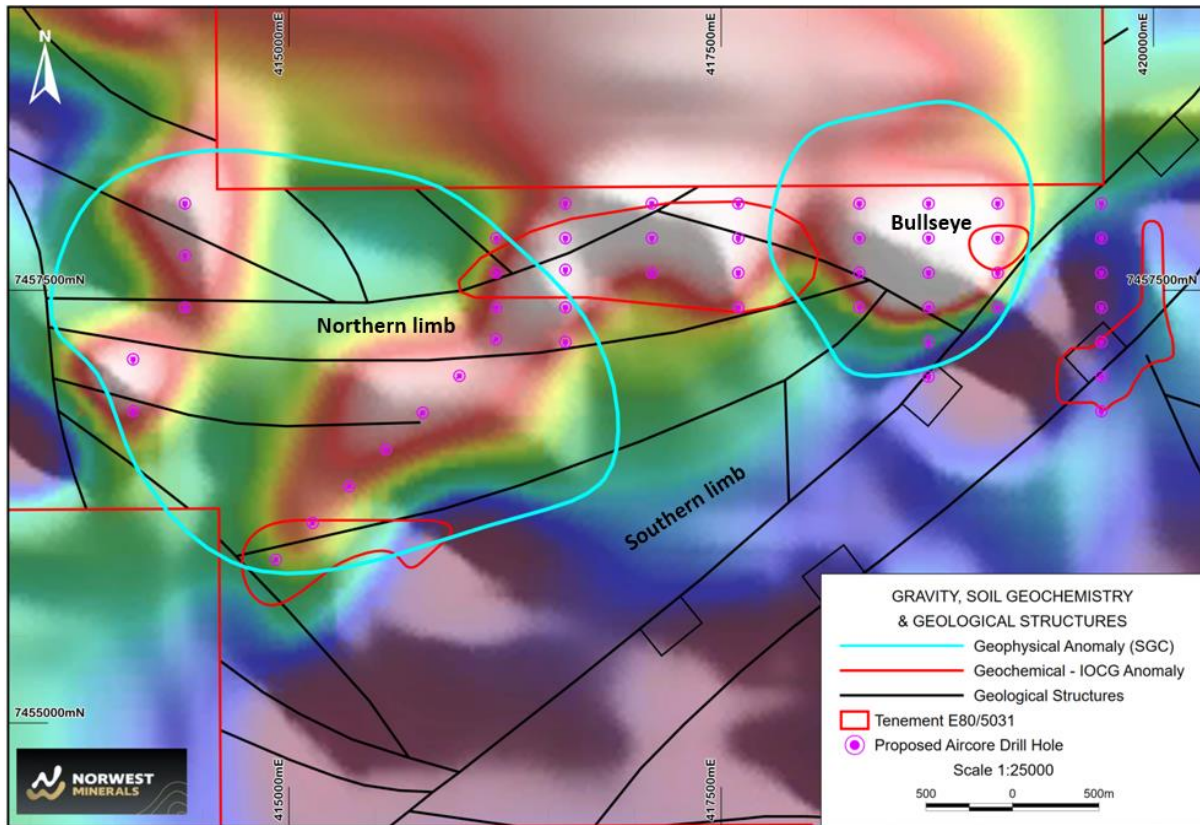 N
415000mE
417500mE
420000mE
Bullseye
7457500mN
7457500mN
Northern limb
Southern limb
GRAVITY, SOIL GEOCHEMISTRY
& GEOLOGICAL STRUCTURES
Geophysical Anomaly (SGC)
Geochemical - IOCG Anomaly
Geological Structures
Tenement E80/5031
Proposed Aircore Drill Hole
Scale 1:25000
500 0 500m
7455000mN
NORWEST
MINERALS
415000mE
417500mE